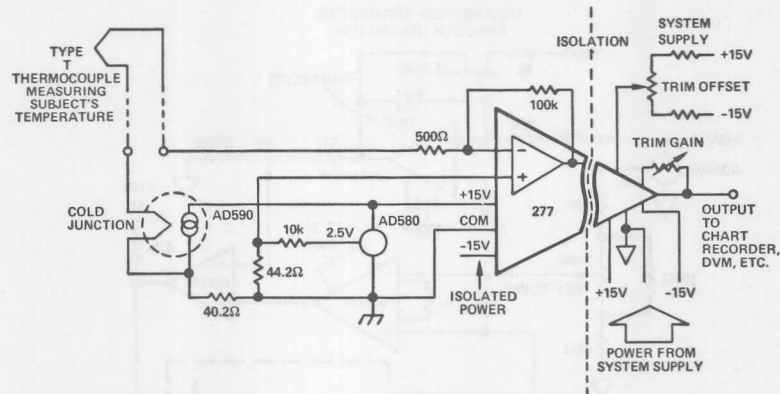 TYPE
T
THERMOCOUPLE
MEASURING
SUBJECT'S
TEMPERATURE
COLD
JUNCTION
AD590
10k
2.5V
44.2Ω
40.2Ω
AD580
500Ω
100k
−
+
+15V
COM
-15V
277
ISOLATED
POWER
ISOLATION
SYSTEM
SUPPLY
+15V
TRIM OFFSET
-15V
TRIM GAIN
OUTPUT
TO
CHART
RECORDER,
DVM, ETC.
+15V
-15V
POWER FROM
SYSTEM SUPPLY